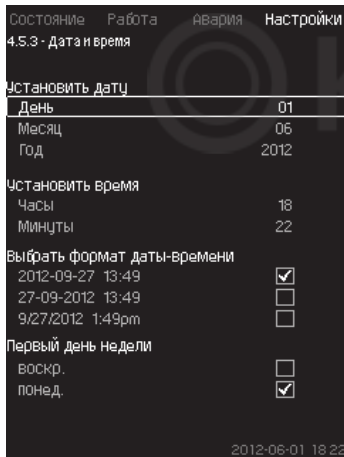 Состояние Работа Авария Настройки
4.5.3 - Дата и время
Установить дату
День 01
Месяц 06
Год 2012
Установить время
Часы 18
Минуты 22
Выбрать формат даты-времени
2012-09-27 13:49
27-09-2012 13:49
9/27/2012 1:49pm
Первый день недели
воскр.
понед.
2012-06-01 18:22